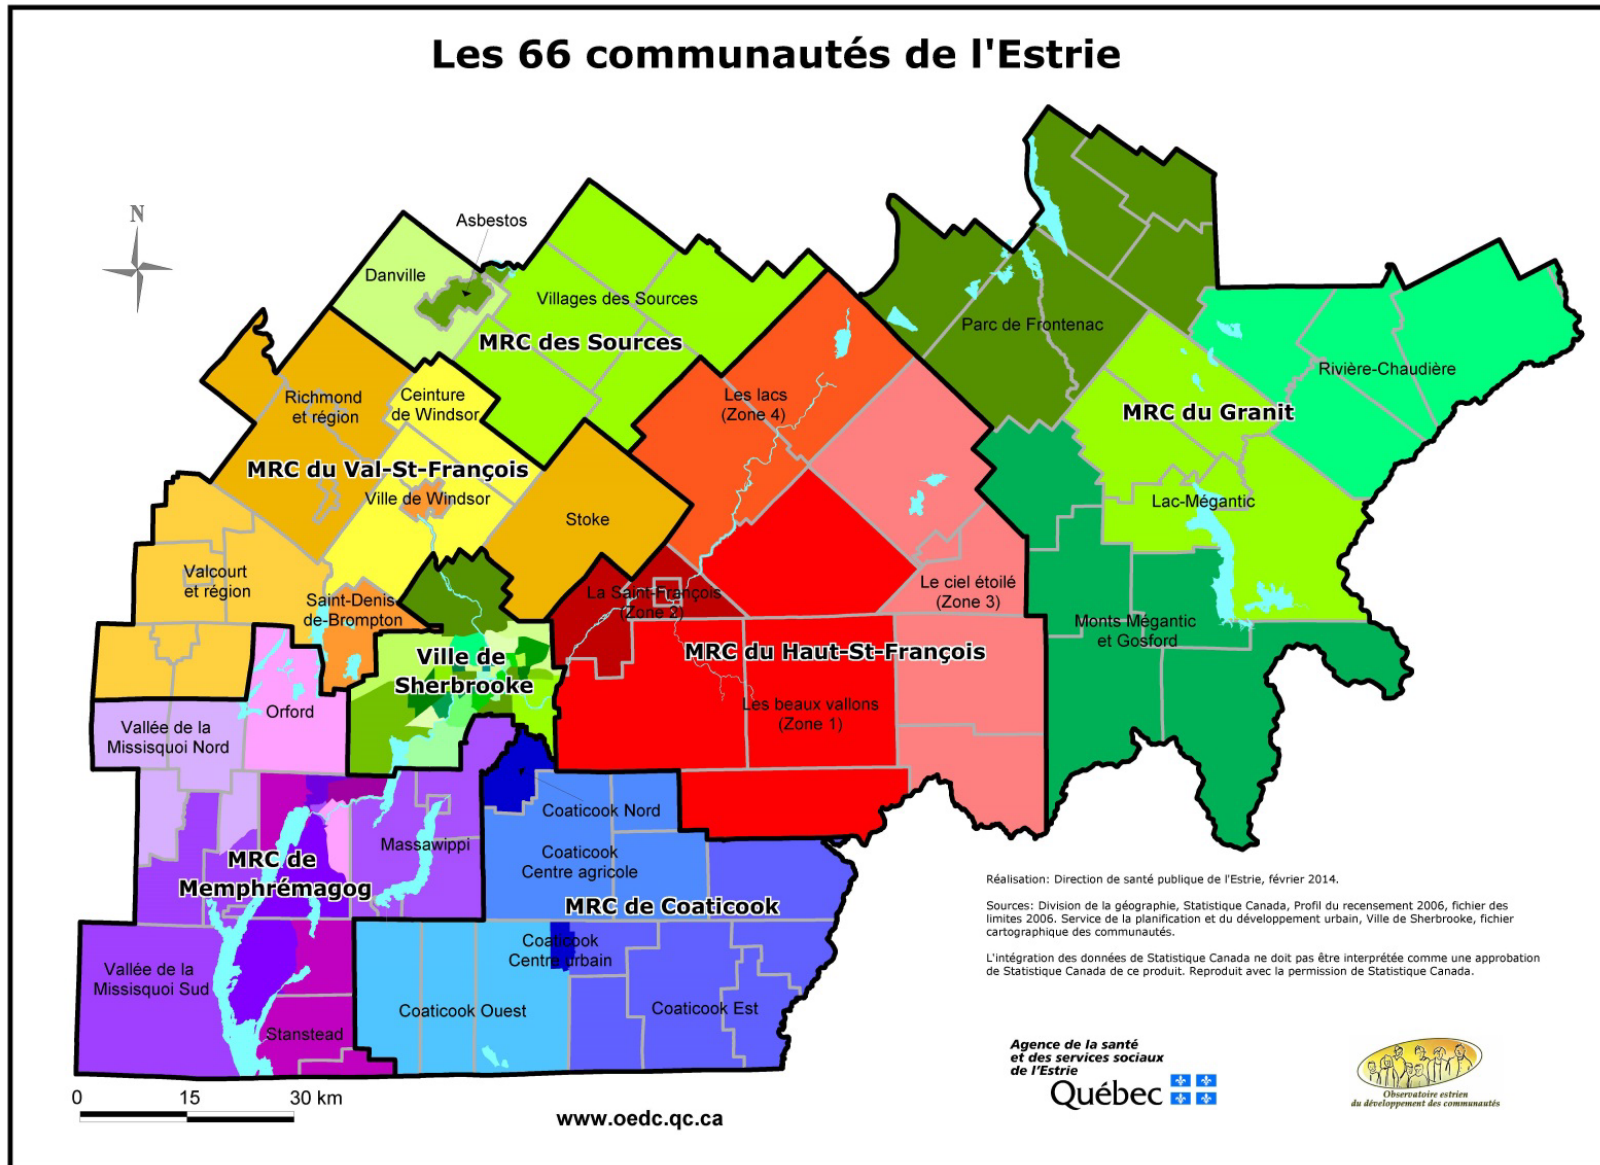 Les 66 communautés de l'Estrie
N
Asbestos
Danville
Villages des Sources
MRC des Sources
Parc de Frontenac
Rivière-Chaudière
Richmond
et région
Ceinture
de Windsor
Les lacs
(Zone 4)
MRC du Granit
MRC du Val-St-François
Ville de Windsor
Stoke
Lac-Mégantic
Valcourt
et région
Saint-Denis
de-Brompton
La Saint-François
(Zone 2)
Le ciel étoilé
(Zone 3)
Monts Mégantic
et Gosford
Ville de
Sherbrooke
MRC du Haut-St-François
Orford
Vallée de la
Missisquoi Nord
Les beaux vallons
(Zone 1)
Coaticook Nord
Massawippi
Coaticook
Centre agricole
MRC de
Memphrémagog
MRC de Coaticook
Coaticook
Centre urbain
Vallée de la
Missisquoi Sud
Coaticook Ouest
Coaticook Est
Stanstead
Réalisation: Direction de santé publique de l'Estrie, février 2014.
Sources: Division de la géographie, Statistique Canada, Profil du recensement 2006, fichier des
limites 2006. Service de la planification et du développement urbain, Ville de Sherbrooke, fichier
cartographique des communautés.
L'intégration des données de Statistique Canada ne doit pas être interprétée comme une approbation
de Statistique Canada de ce produit. Reproduit avec la permission de Statistique Canada.
0 15 30 km
www.oedc.qc.ca
Agence de la santé
et des services sociaux
de l'Estrie
Québec
Observatoire estrien
du développement des communautés